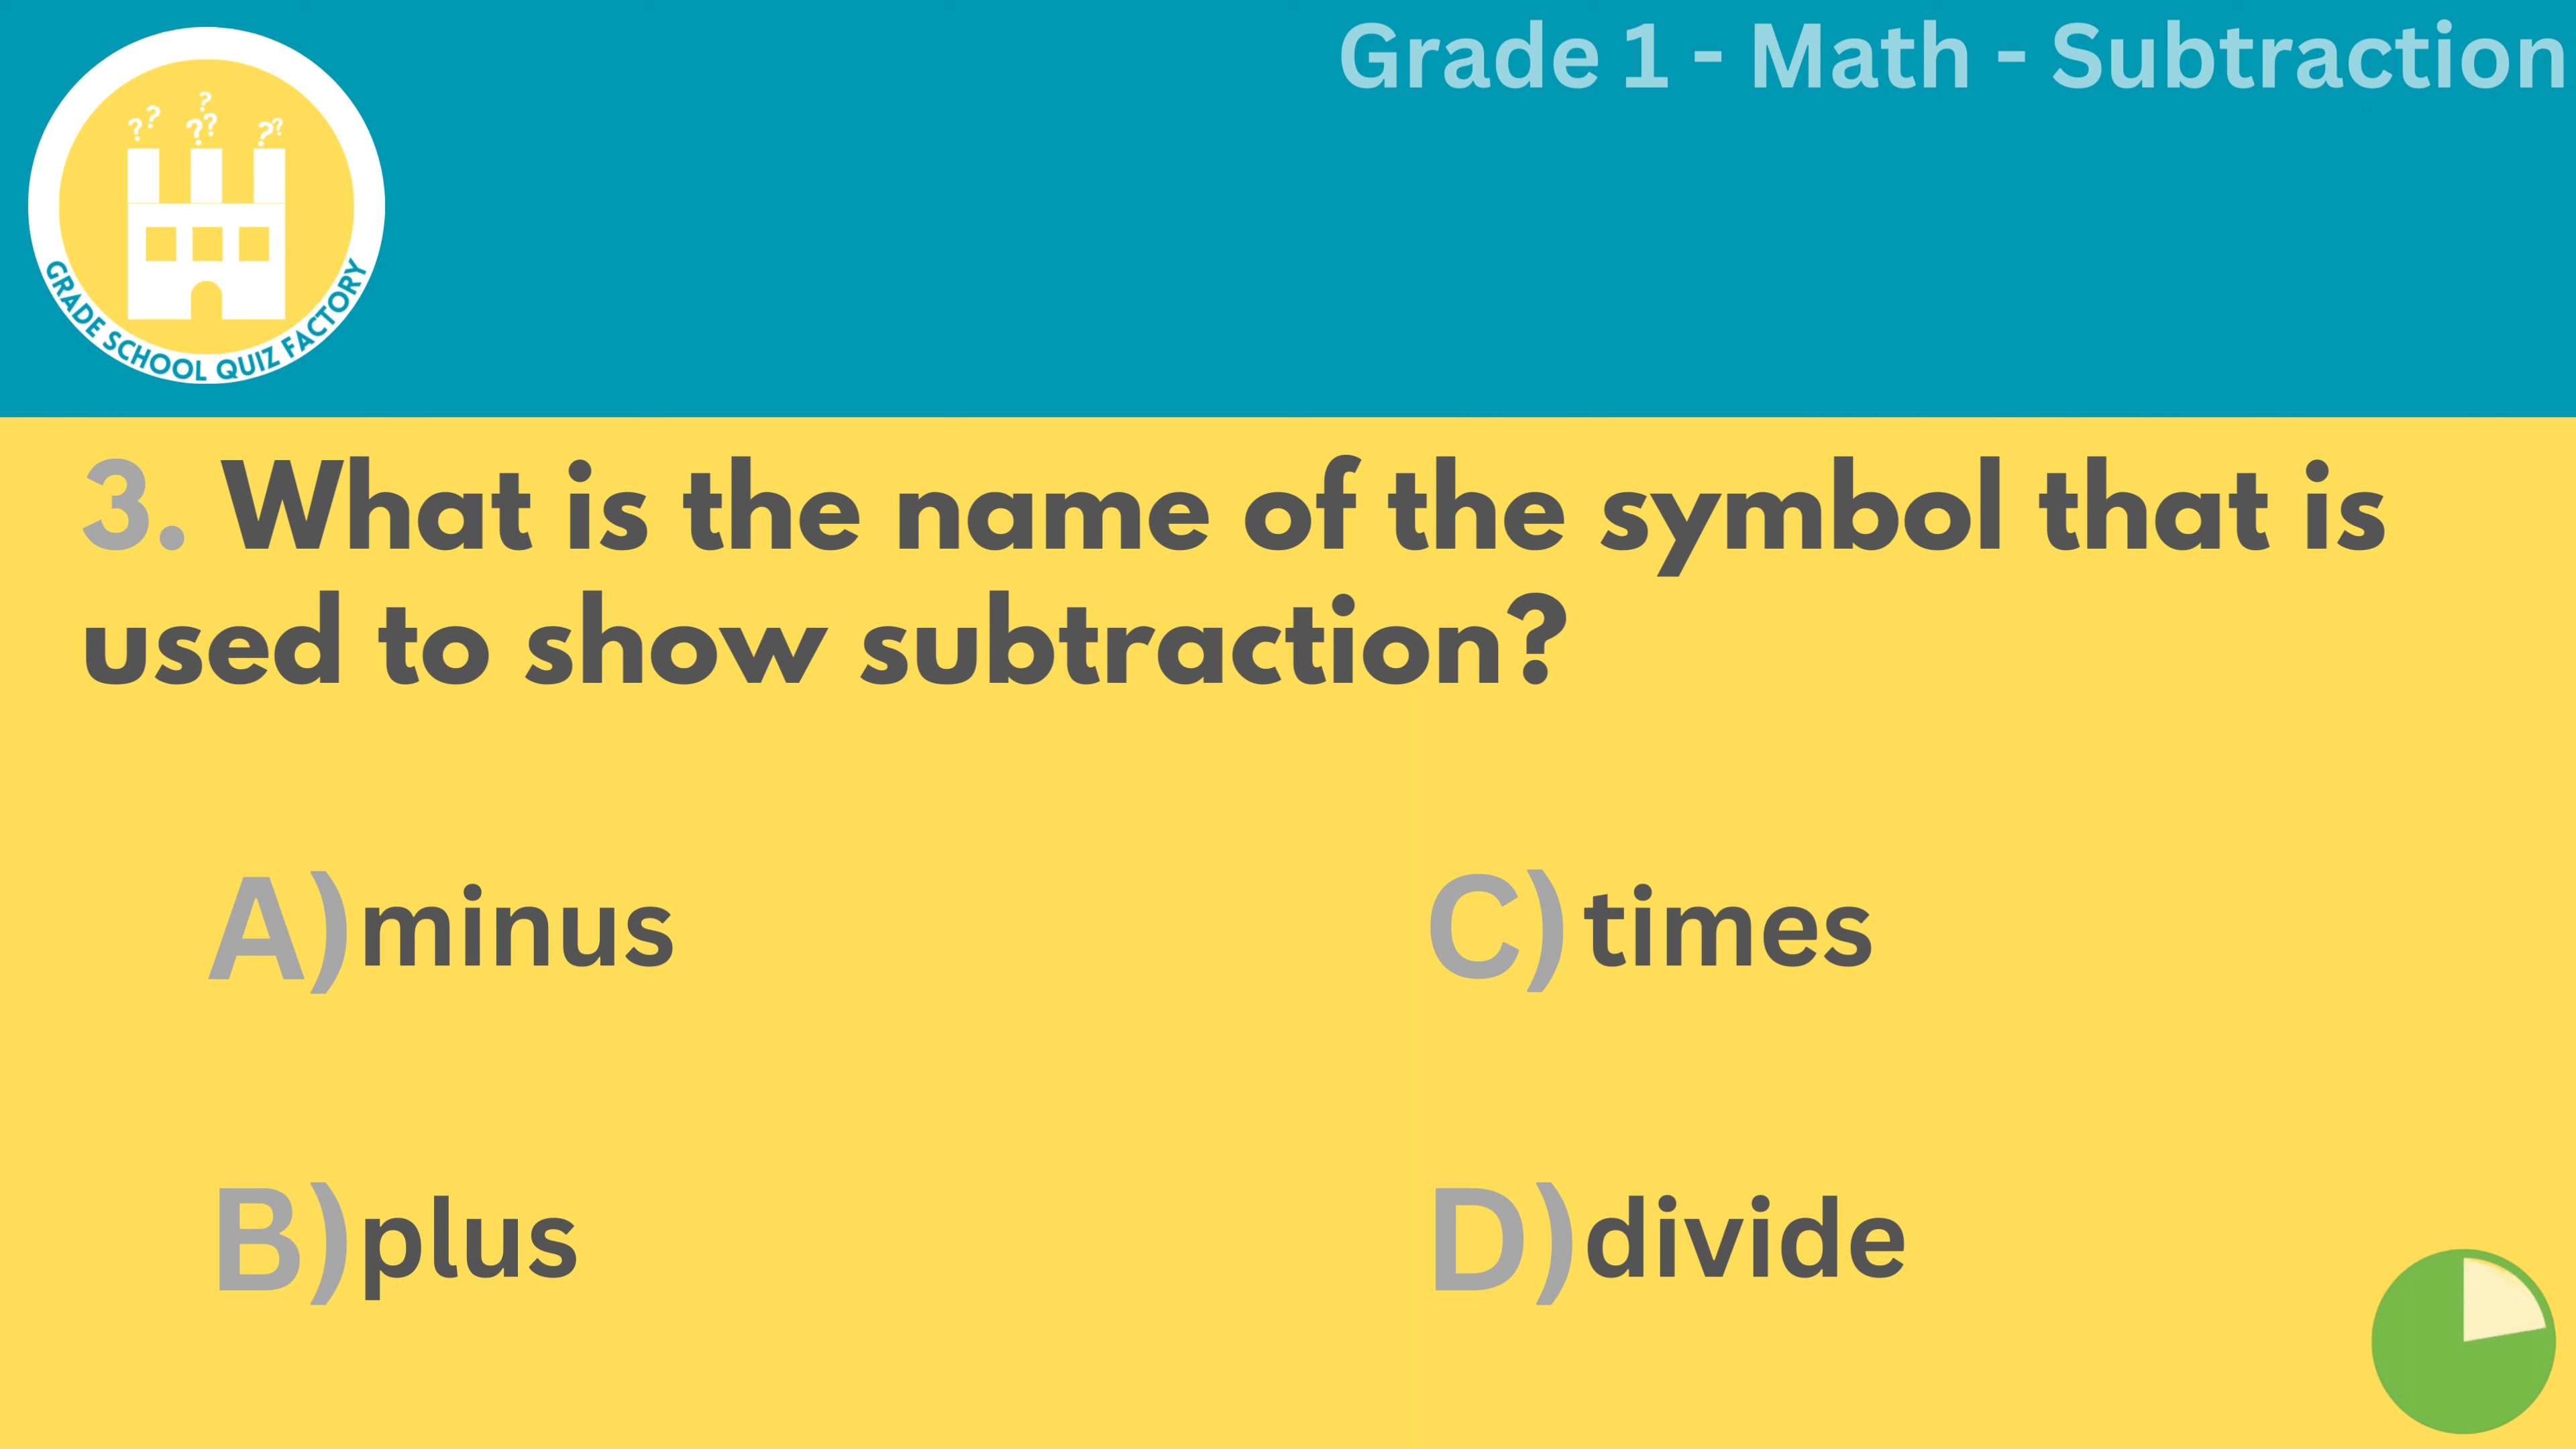 Grade 1 - Math - Subtraction
? ? ? ? ? ? ?
GRADE SCHOOL QUIZ FACTORY
3. What is the name of the symbol that is
used to show subtraction?
A) minus
B) plus
C) times
D) divide